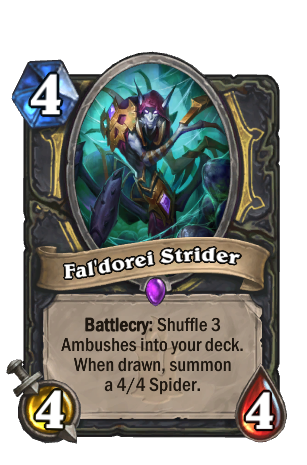 4
Fal'dorei Strider
Battlecry: Shuffle 3
Ambushes into your deck.
When drawn, summon
a 4/4 Spider.
4 4